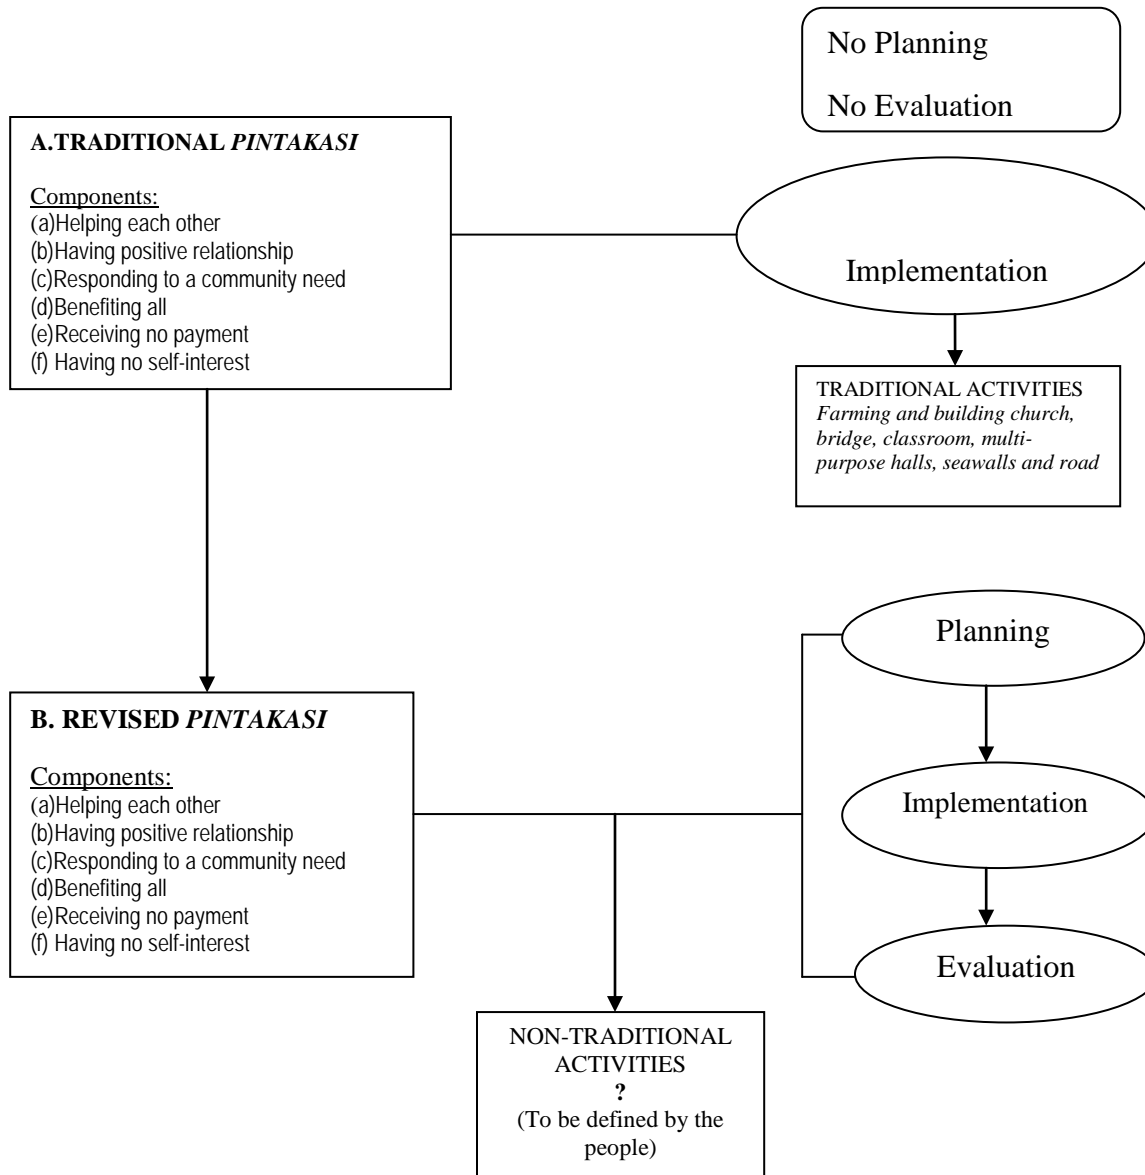 No Planning
No Evaluation
A.TRADITIONAL PINTAKASI
Components:
(a)Helping each other
(b)Having positive relationship
(c)Responding to a community need
(d)Benefiting all
(e)Receiving no payment
(f) Having no self-interest
Implementation
TRADITIONAL ACTIVITIES
Farming and building church,
bridge, classroom, multi-
purpose halls, seawalls and road
B. REVISED PINTAKASI
Components:
(a)Helping each other
(b)Having positive relationship
(c)Responding to a community need
(d)Benefiting all
(e)Receiving no payment
(f) Having no self-interest
Planning
Implementation
Evaluation
NON-TRADITIONAL
ACTIVITIES
?
(To be defined by the
people)